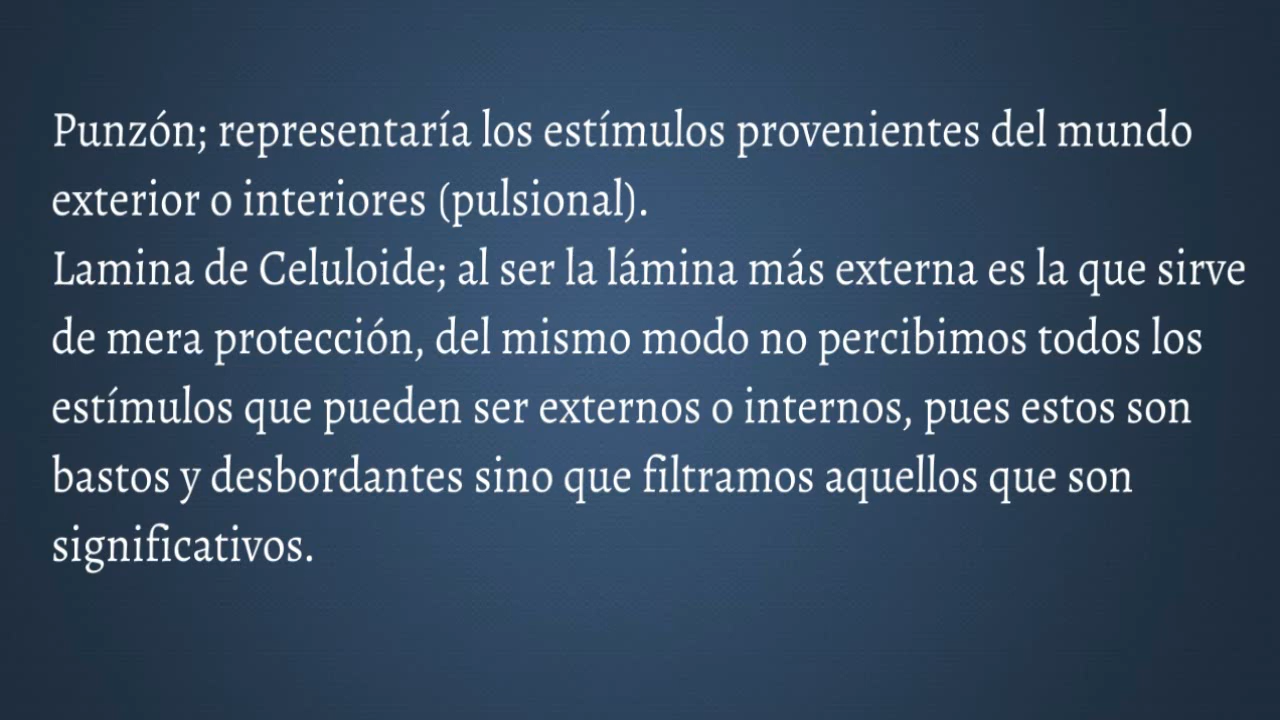 Punzón; representaría los estímulos provenientes del mundo
exterior o interiores (pulsional).
Lamina de Celuloide; al ser la lámina más externa es la que sirve
de mera protección, del mismo modo no percibimos todos los
estímulos que pueden ser externos o internos, pues estos son
bastos y desbordantes sino que filtramos aquellos que son
significativos.